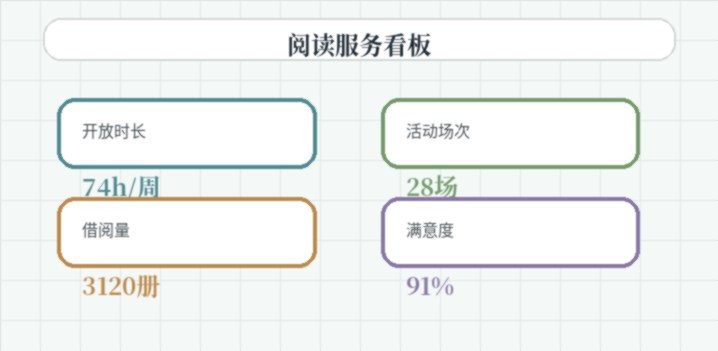 阅读服务看板
开放时长
74h/周
活动场次
28场
借阅量
3120册
满意度
91%